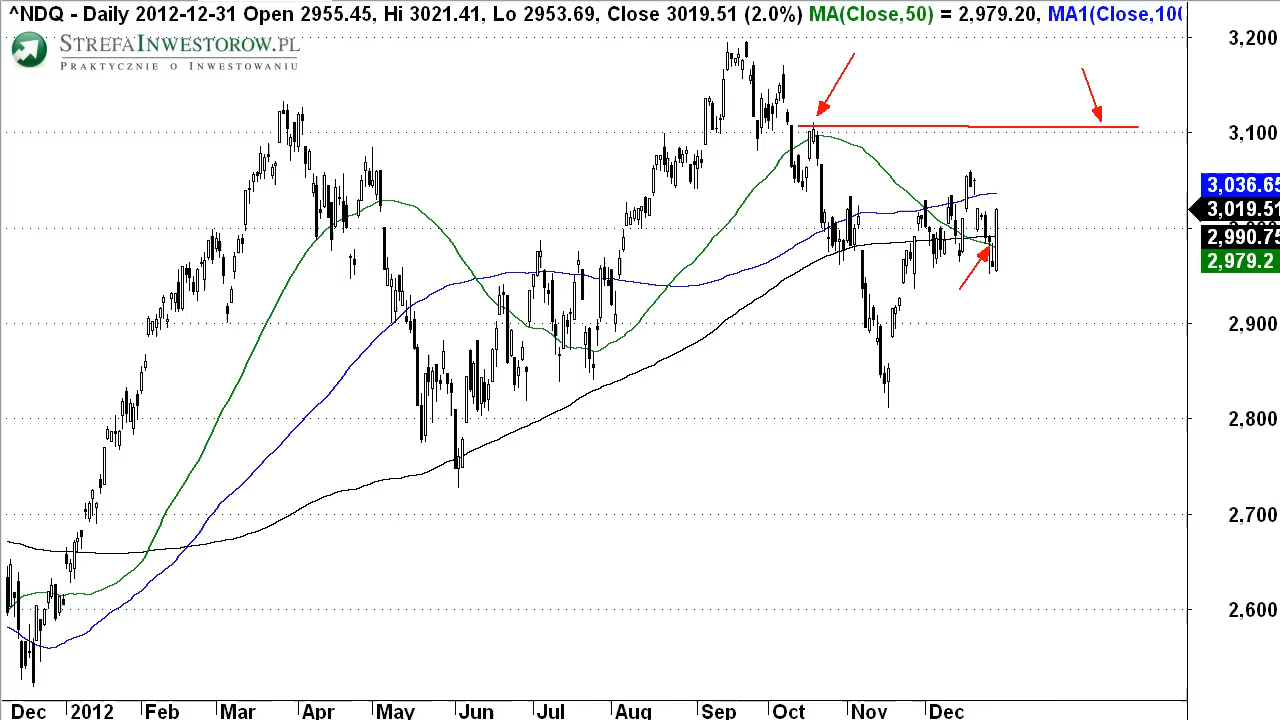 ^NDQ - Daily 2012-12-31 Open 2955.45, Hi 3021.41, Lo 2953.69, Close 3019.51 (2.0%) MA(Close,50) = 2,979.20, MA1(Close,100
STREFAINWESTOROW.PL
PRAKTYCZNIE O INWESTOWANIU
3,200
3,100
3,036.65
3,019.51
2,990.75
2,979.2
2,900
2,800
2,700
2,600
Dec 2012 Feb Mar Apr May Jun Jul Aug Sep Oct Nov Dec